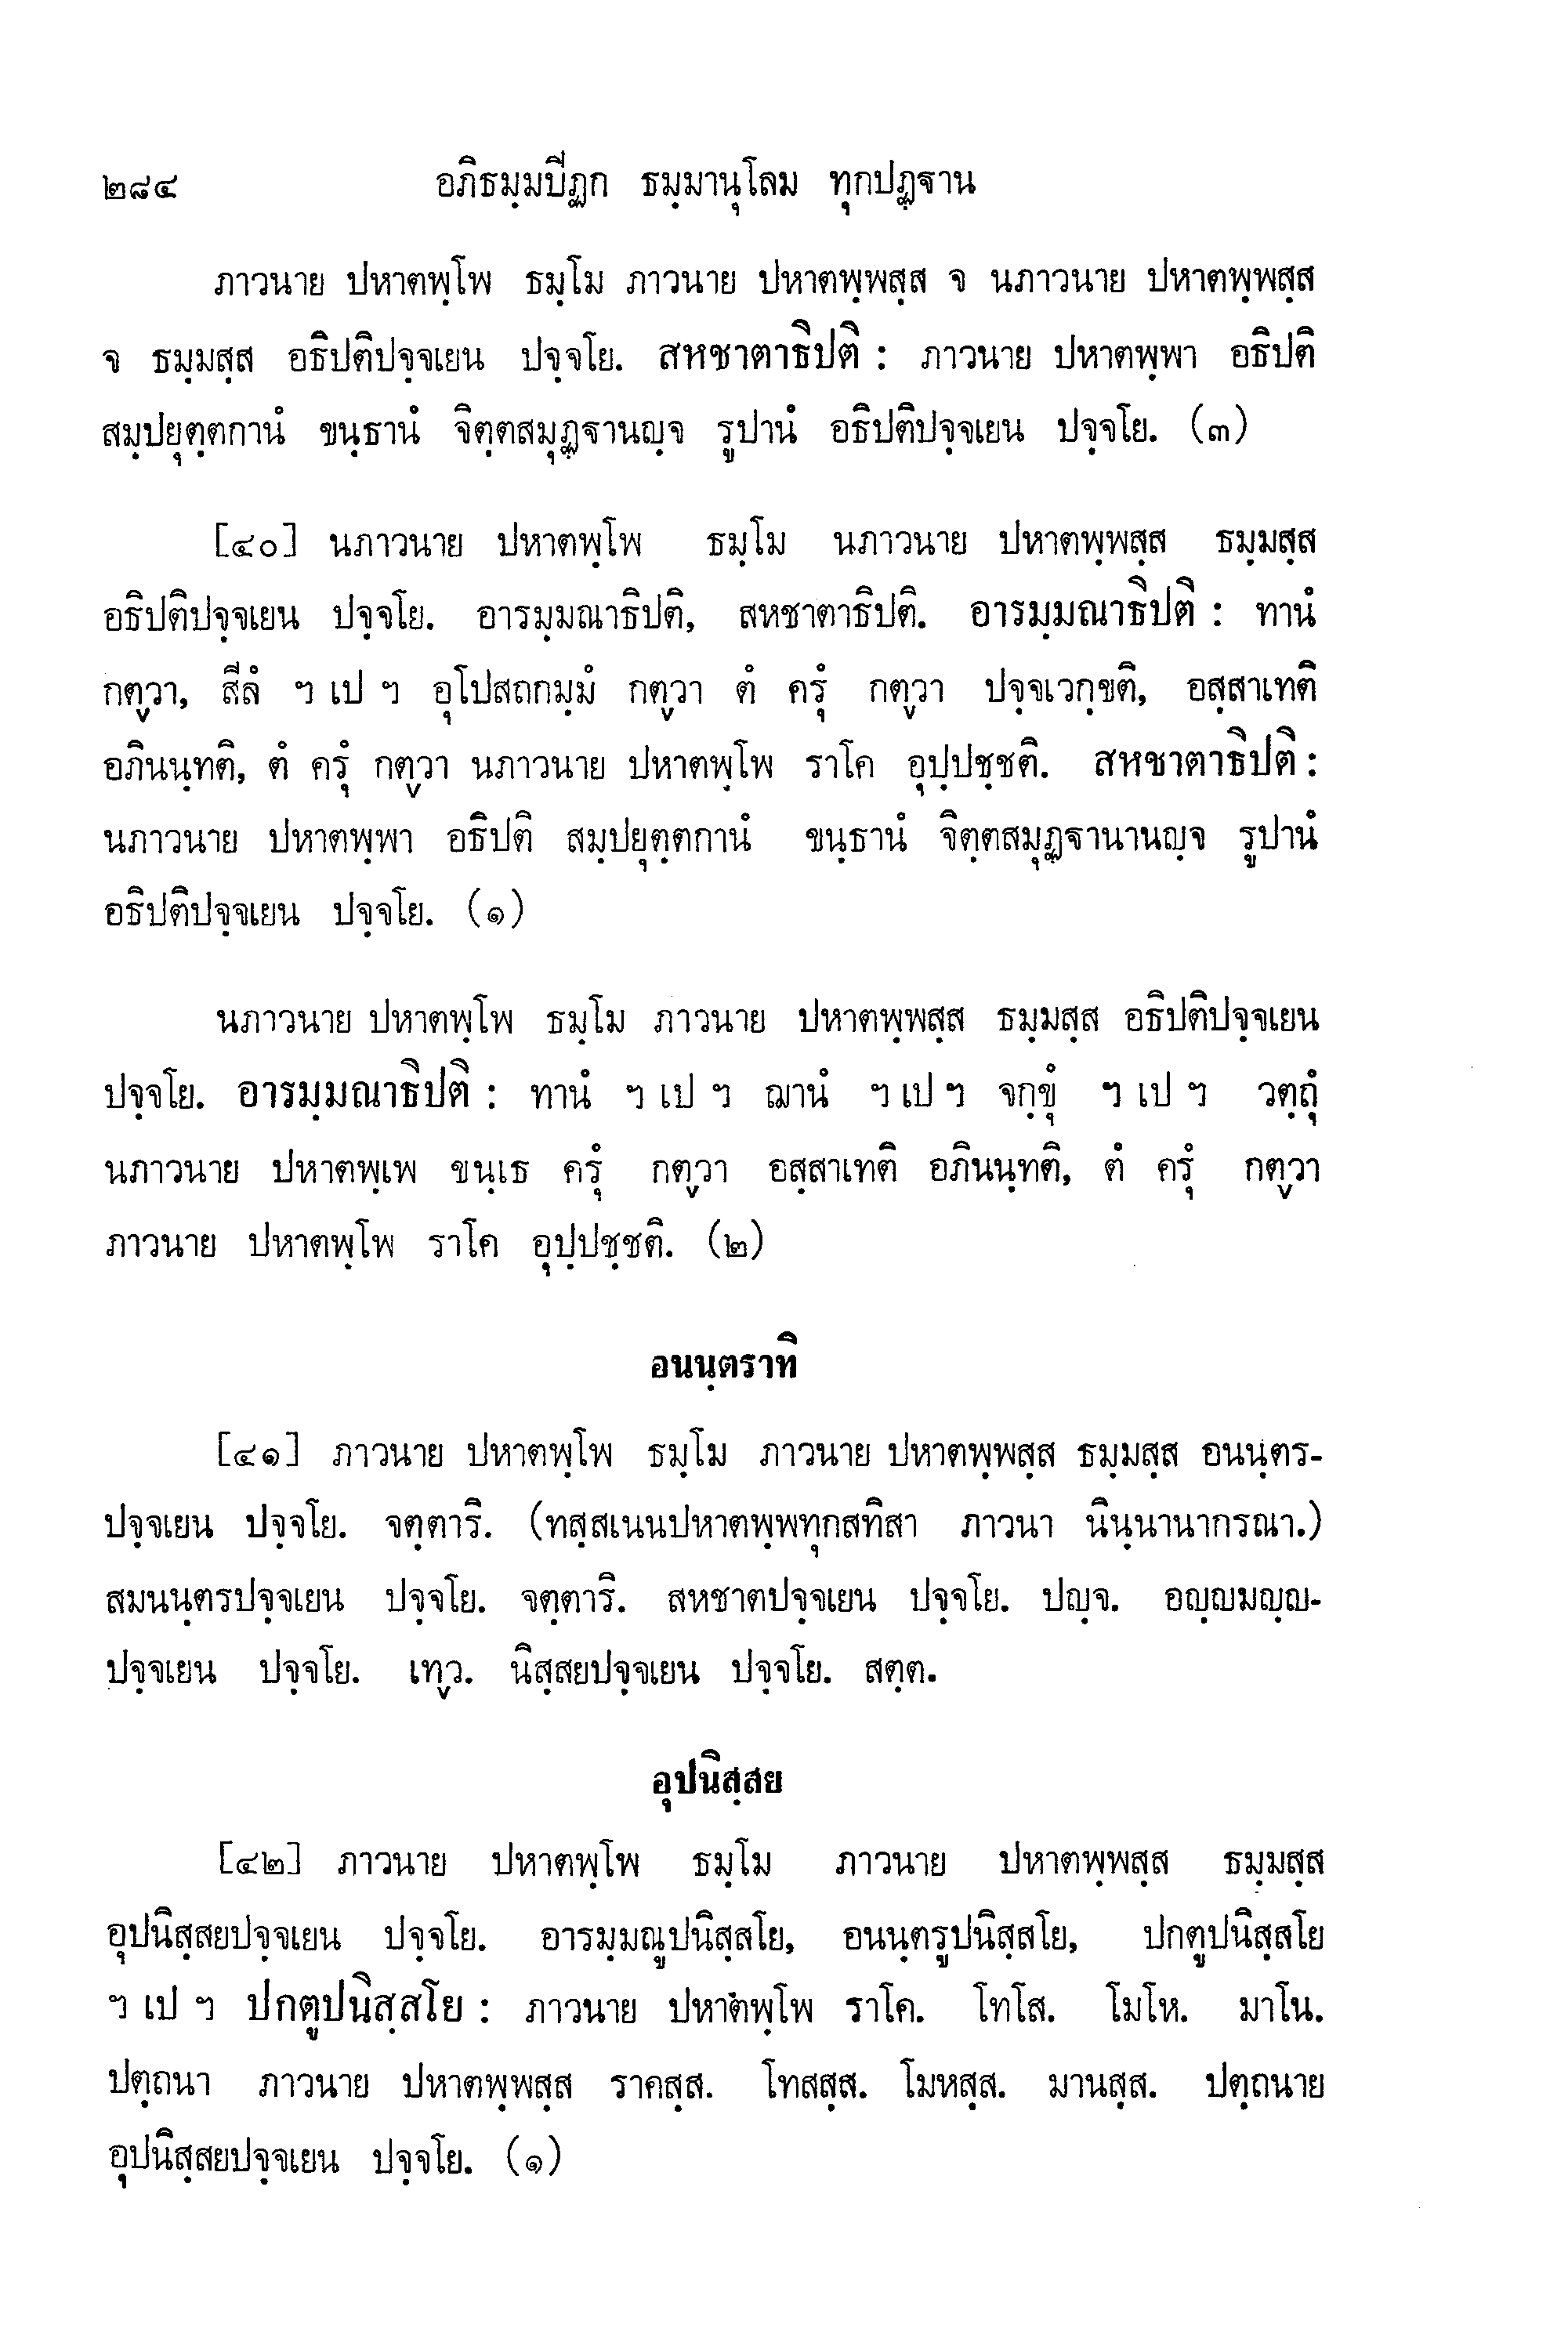 ๒๘๔ อภิธมฺมปิฏก ธมฺมานุโลม ทุกปฏฺฐาน
ภาวนาย ปหาตพฺโพ ธมฺโม ภาวนาย ปหาตพฺพสฺส จ นภาวนาย ปหาตพฺพสฺส
จ ธมฺมสฺส อธิปติปจฺจเยน ปจฺจโย. สหชาตาธิปติ : ภาวนาย ปหาตพฺพา อธิปติ
สมฺปยุตฺตกานํ ขนฺธานํ จิตฺตสมุฏฺฐานญฺจ รูปานํ อธิปติปจฺจเยน ปจฺจโย. (๓)
[๔๐] นภาวนาย ปหาตพฺโพ ธมฺโม นภาวนาย ปหาตพฺพสฺส ธมฺมสฺส
อธิปติปจฺจเยน ปจฺจโย. อารมฺมณาธิปติ, สหชาตาธิปติ. อารมฺมณาธิปติ : ทานํ
กตฺวา, สีลํ ฯ เป ฯ อุโปสถกมฺมํ กตฺวา ตํ ครุํ กตฺวา ปจฺจเวกฺขติ, อสฺสาเทติ
อภินนฺทติ, ตํ ครุํ กตฺวา นภาวนาย ปหาตพฺโพ ราโค อุปฺปชฺชติ. สหชาตาธิปติ :
นภาวนาย ปหาตพฺพา อธิปติ สมฺปยุตฺตกานํ ขนฺธานํ จิตฺตสมุฏฺฐานานญฺจ รูปานํ
อธิปติปจฺจเยน ปจฺจโย. (๑)
นภาวนาย ปหาตพฺโพ ธมฺโม ภาวนาย ปหาตพฺพสฺส ธมฺมสฺส อธิปติปจฺจเยน
ปจฺจโย. อารมฺมณาธิปติ : ทานํ ฯ เป ฯ ฌานํ ฯ เป ฯ จกฺขุํ ฯ เป ฯ วตฺถุํ
นภาวนาย ปหาตพฺเพ ขนฺเธ ครุํ กตฺวา อสฺสาเทติ อภินนฺทติ, ตํ ครุํ กตฺวา
ภาวนาย ปหาตพฺโพ ราโค อุปฺปชฺชติ. (๒)
อนนฺตราทิ
[๔๑] ภาวนาย ปหาตพฺโพ ธมฺโม ภาวนาย ปหาตพฺพสฺส ธมฺมสฺส อนนฺตร-
ปจฺจเยน ปจฺจโย. จตฺตาริ. (ทสฺสเนนปหาตพฺพทุกสทิสา ภาวนา นินฺนานากรณา.)
สมนนฺตรปจฺจเยน ปจฺจโย. จตฺตาริ. สหชาตปจฺจเยน ปจฺจโย. ปญฺจ. อญฺญมญฺญ-
ปจฺจเยน ปจฺจโย. เทฺว. นิสฺสยปจฺจเยน ปจฺจโย. สตฺต.
อุปนิสฺสย
[๔๒] ภาวนาย ปหาตพฺโพ ธมฺโม ภาวนาย ปหาตพฺพสฺส ธมฺมสฺส
อุปนิสฺสยปจฺจเยน ปจฺจโย. อารมฺมณูปนิสฺสโย, อนนฺตรูปนิสฺสโย, ปกตูปนิสฺสโย
ฯ เป ฯ ปกตูปนิสฺสโย : ภาวนาย ปหาตพฺโพ ราโค. โทโส. โมโห. มาโน.
ปตฺถนา ภาวนาย ปหาตพฺพสฺส ราคสฺส. โทสสฺส. โมหสฺส. มานสฺส. ปตฺถนาย
อุปนิสฺสยปจฺจเยน ปจฺจโย. (๑)